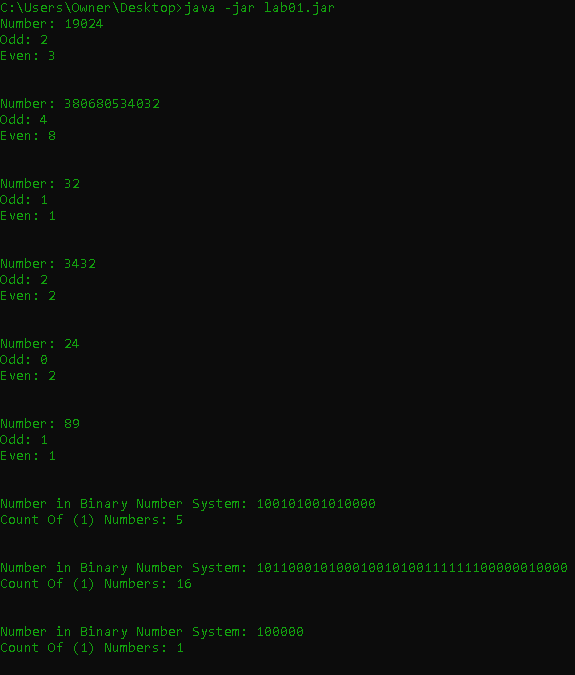 C:\Users\Owner\Desktop>java -jar lab01.jar
Number: 19024
Odd: 2
Even: 3
Number: 380680534032
Odd: 4
Even: 8
Number: 32
Odd: 1
Even: 1
Number: 3432
Odd: 2
Even: 2
Number: 24
Odd: 0
Even: 2
Number: 89
Odd: 1
Even: 1
Number in Binary Number System: 100101001010000
Count Of (1) Numbers: 5
Number in Binary Number System: 101100010100010010100111111100000010000
Count Of (1) Numbers: 16
Number in Binary Number System: 100000
Count Of (1) Numbers: 1